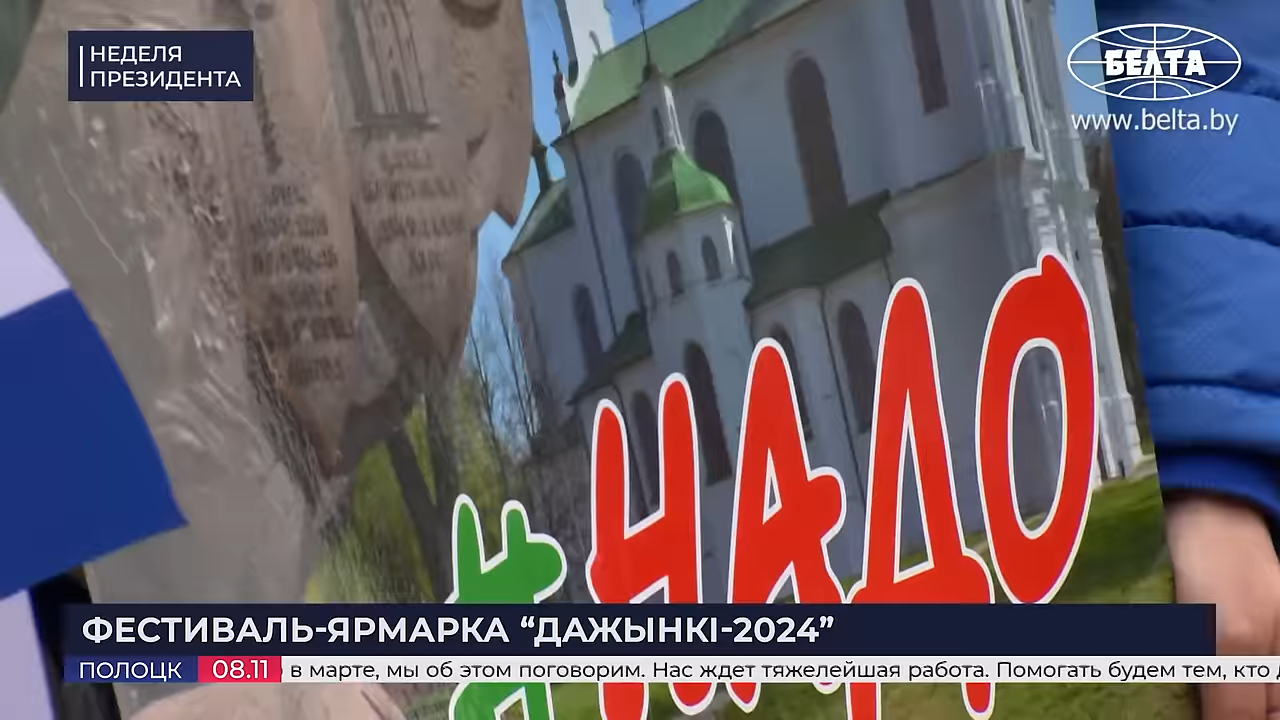 НЕДЕЛЯ
ПРЕЗИДЕНТА
БЕЛТА
www.belta.by
#НАДО
ФЕСТИВАЛЬ-ЯРМАРКА “ДАЖЫНКІ-2024”
ПОЛОЦК 08.11 в марте, мы об этом поговорим. Нас ждет тяжелейшая работа. Помогать будем тем, кто